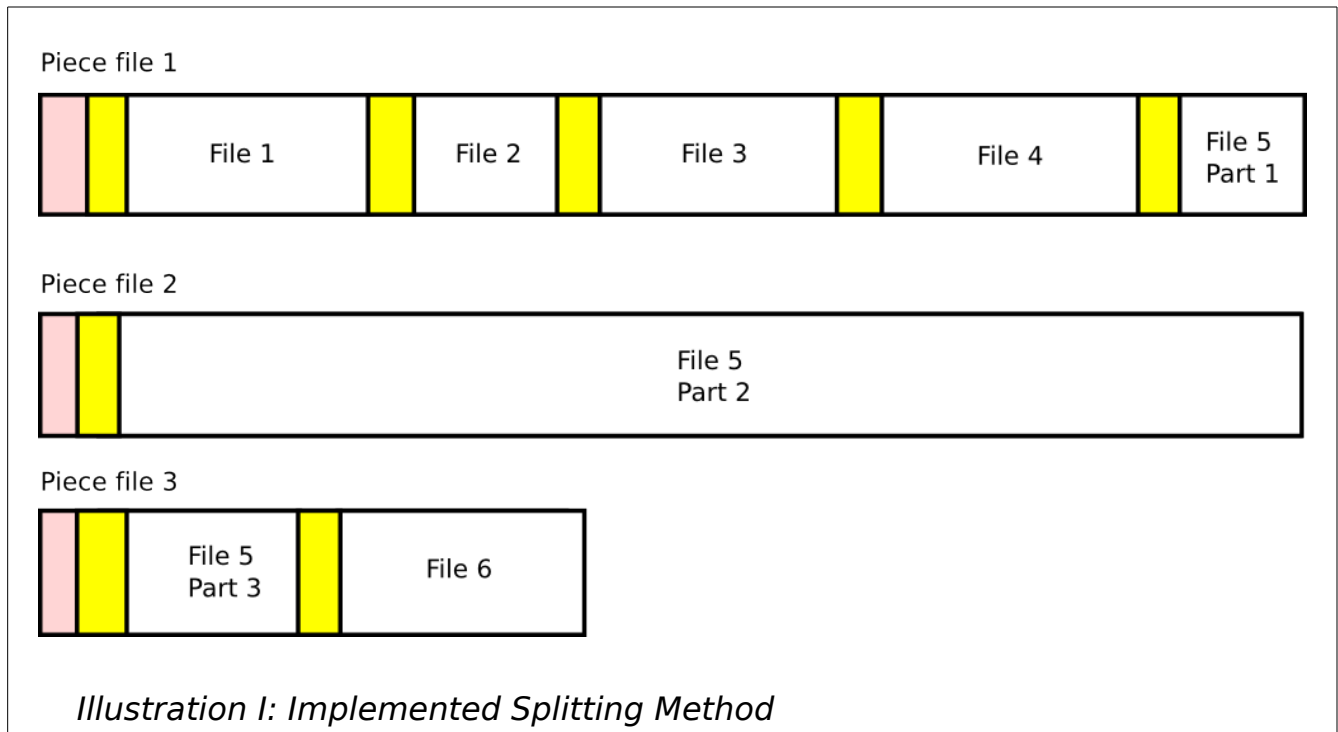 Piece file 1
File 1
File 2
File 3
File 4
File 5
Part 1
Piece file 2
File 5
Part 2
Piece file 3
File 5
Part 3
File 6
Illustration I: Implemented Splitting Method